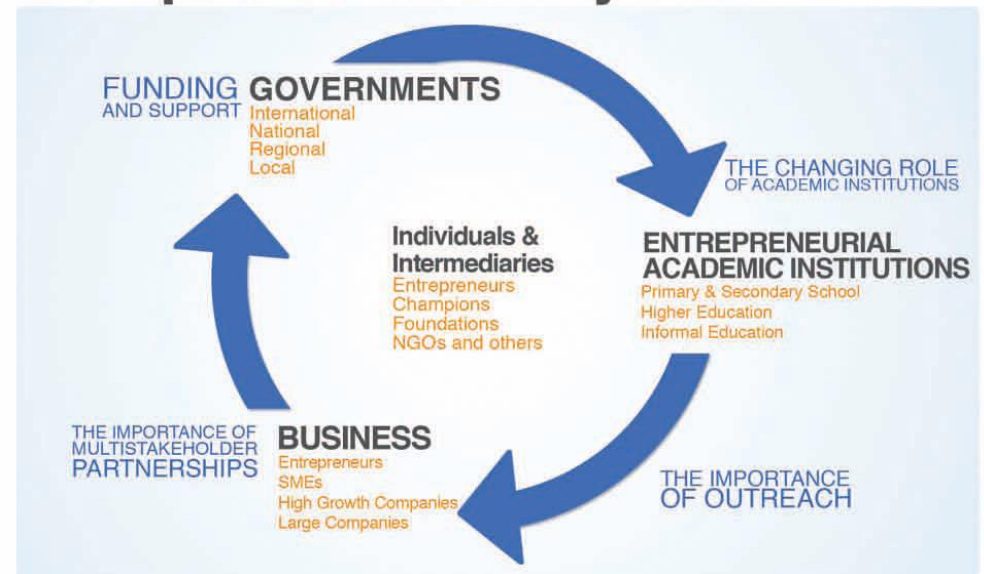 FUNDING
AND SUPPORT
GOVERNMENTS
International
National
Regional
Local
THE CHANGING ROLE
OF ACADEMIC INSTITUTIONS
ENTREPRENEURIAL
ACADEMIC INSTITUTIONS
Primary & Secondary School
Higher Education
Informal Education
Individuals &
Intermediaries
Entrepreneurs
Champions
Foundations
NGOs and others
THE IMPORTANCE OF
MULTISTAKEHOLDER
PARTNERSHIPS
BUSINESS
Entrepreneurs
SMEs
High Growth Companies
Large Companies
THE IMPORTANCE
OF OUTREACH